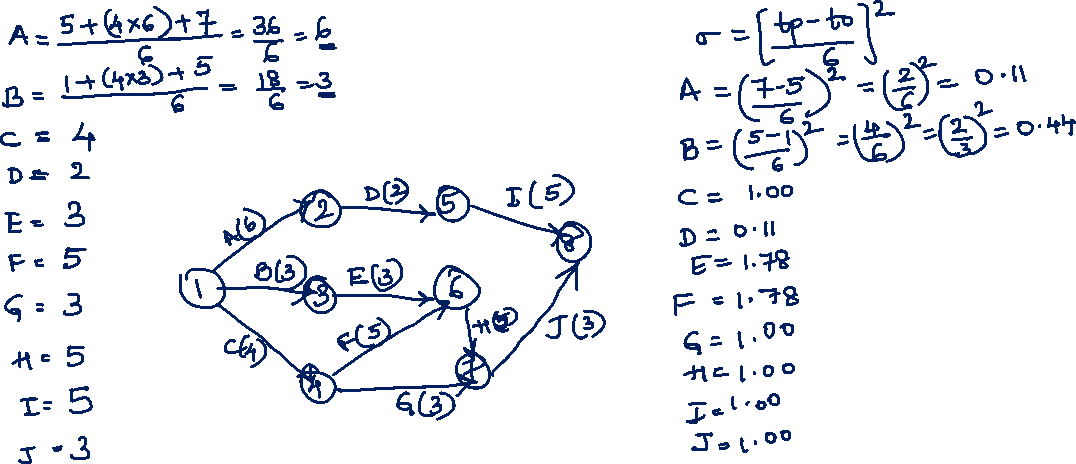 A = 5+(4×6)+7 / 6 = 36/6 = 6
B = 1+(4×3)+5 / 6 = 18/6 = 3
C = 4
D = 2
E = 3
F = 5
G = 3
H = 5
I = 5
J = 3
A(6)
D(2)
I(5)
B(3)
E(3)
C(4)
F(5)
H(5)
G(3)
J(3)
1
2
5
8
3
6
4
7
σ = [tp-to / 6]²
A = (7-5 / 6)² = (2/6)² = 0.11
B = (5-1 / 6)² = (4/6)² = (2/3)² = 0.44
C = 1.00
D = 0.11
E = 1.78
F = 1.78
G = 1.00
H = 1.00
I = 1.00
J = 1.00